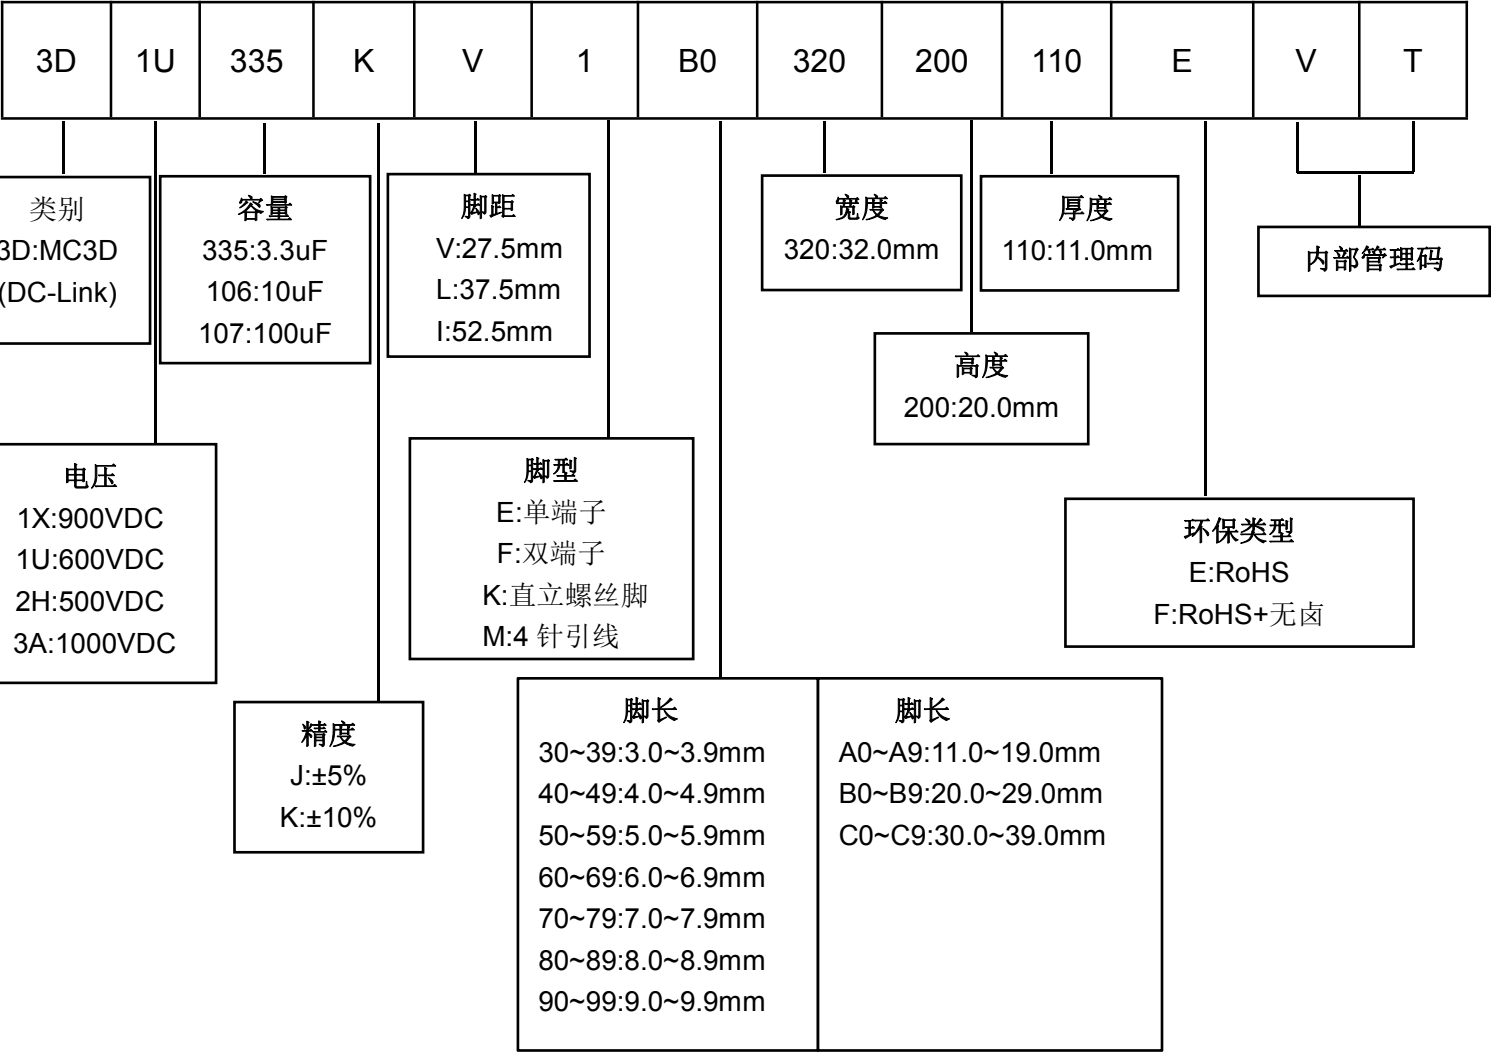 3D 1U 335 K V 1 B0 320 200 110 E V T
类别
3D:MC3D
(DC-Link)
容量
335:3.3uF
106:10uF
107:100uF
脚距
V:27.5mm
L:37.5mm
I:52.5mm
宽度
320:32.0mm
厚度
110:11.0mm
内部管理码
高度
200:20.0mm
电压
1X:900VDC
1U:600VDC
2H:500VDC
3A:1000VDC
脚型
E:单端子
F:双端子
K:直立螺丝脚
M:4 针引线
环保类型
E:RoHS
F:RoHS+无卤
精度
J:±5%
K:±10%
脚长
30~39:3.0~3.9mm
40~49:4.0~4.9mm
50~59:5.0~5.9mm
60~69:6.0~6.9mm
70~79:7.0~7.9mm
80~89:8.0~8.9mm
90~99:9.0~9.9mm
脚长
A0~A9:11.0~19.0mm
B0~B9:20.0~29.0mm
C0~C9:30.0~39.0mm